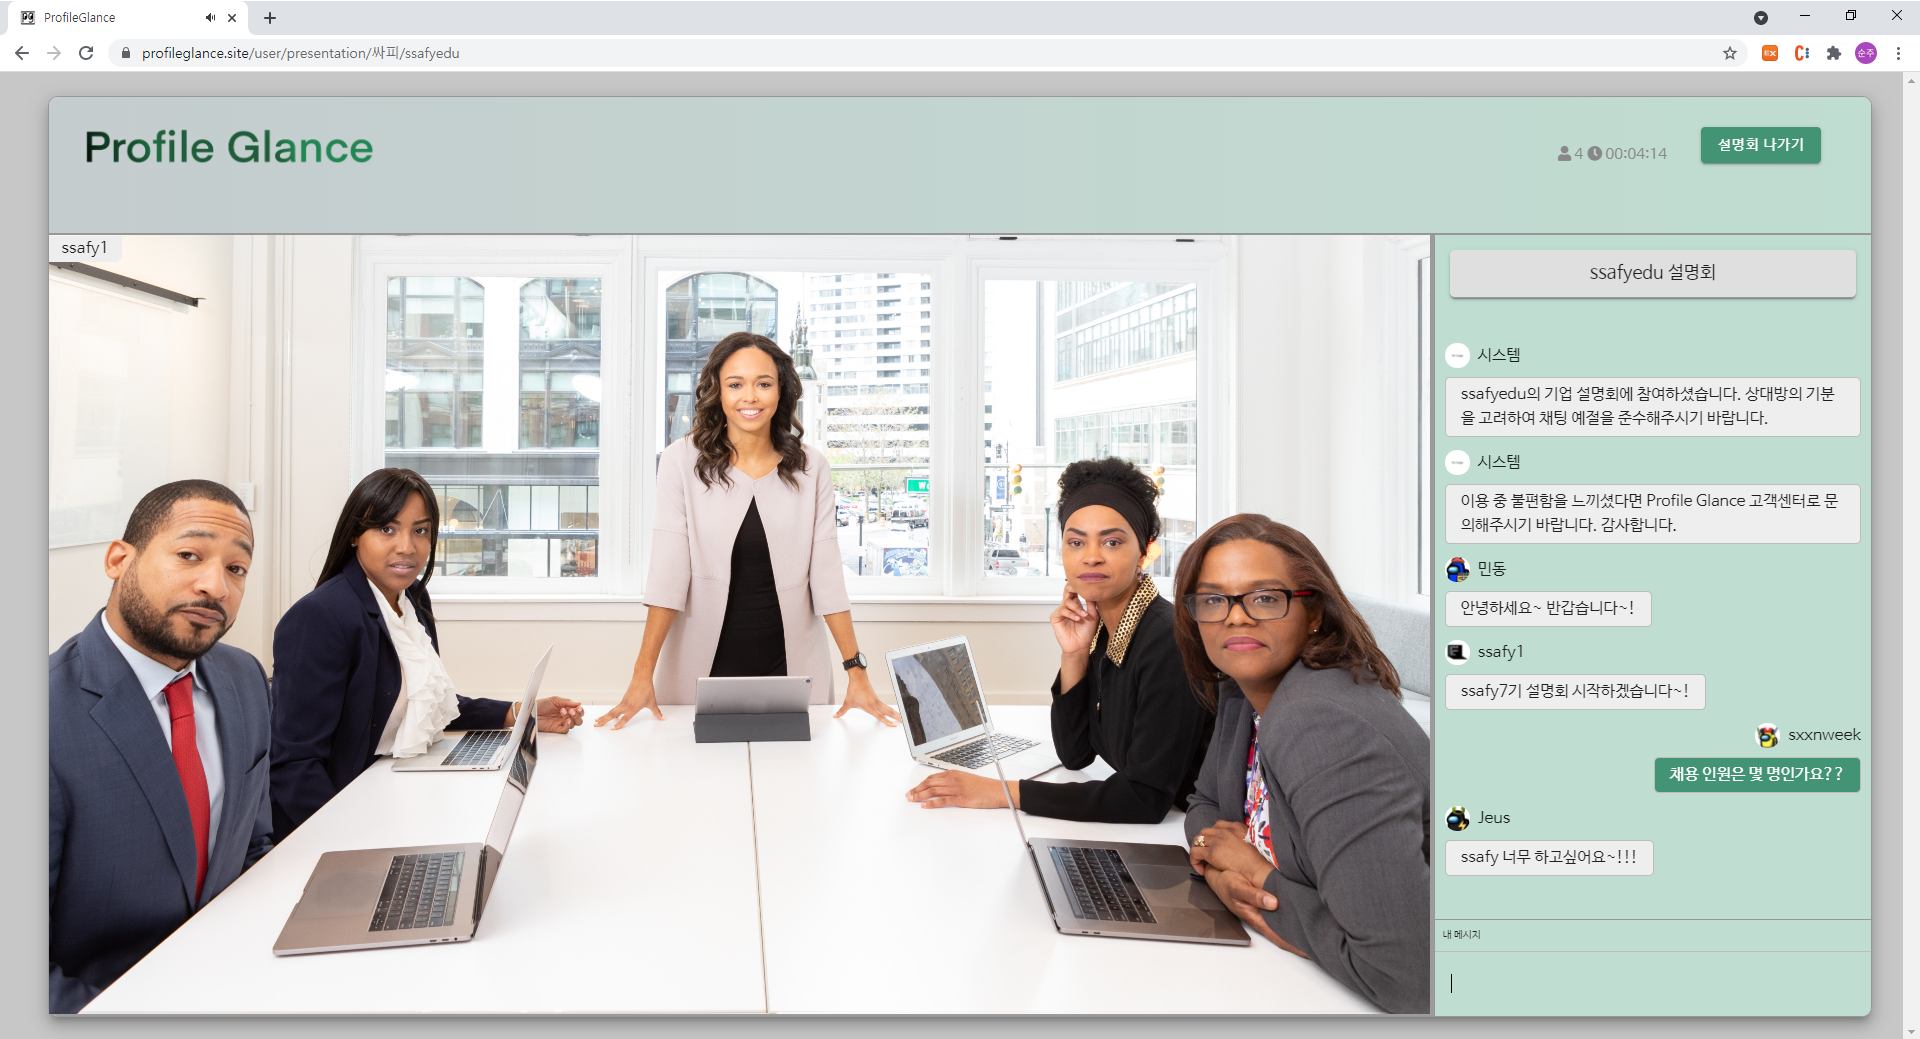 ProfileGlance
profileglance.site/user/presentation/싸피/ssafyedu
순주
Profile Glance
4 00:04:14
설명회 나가기
ssafy1
ssafyedu 설명회
시스템
ssafyedu의 기업 설명회에 참여하셨습니다. 상대방의 기분
을 고려하여 채팅 예절을 준수해주시기 바랍니다.
시스템
이용 중 불편함을 느끼셨다면 Profile Glance 고객센터로 문
의해주시기 바랍니다. 감사합니다.
민동
안녕하세요~ 반갑습니다~!
ssafy1
ssafy7기 설명회 시작하겠습니다~!
sxxnweek
채용 인원은 몇 명인가요??
Jeus
ssafy 너무 하고싶어요~!!!
내 메시지